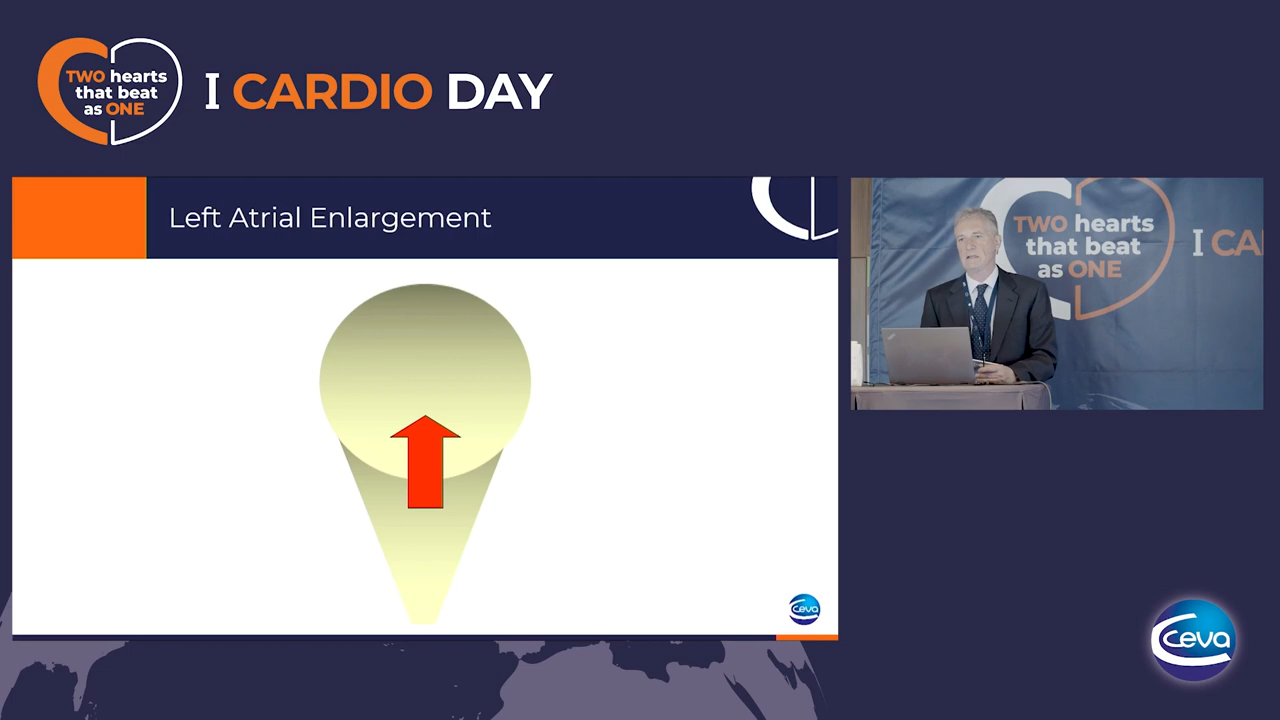 TWO hearts
that beat
as ONE
I CARDIO DAY
Left Atrial Enlargement
TWO hearts
that beat
as ONE
I CA
Ceva
Ceva